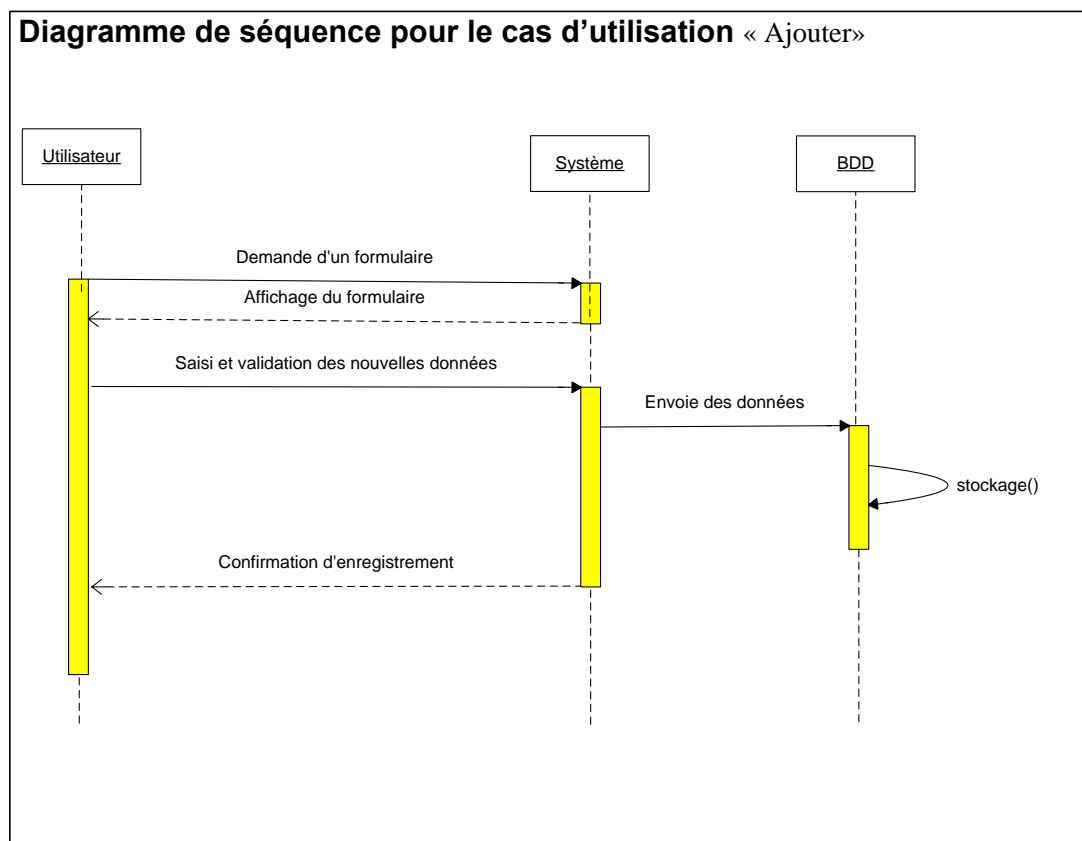 Diagramme de séquence pour le cas d'utilisation « Ajouter»
Utilisateur
Système
BDD
Demande d'un formulaire
Affichage du formulaire
Saisi et validation des nouvelles données
Envoie des données
stockage()
Confirmation d'enregistrement